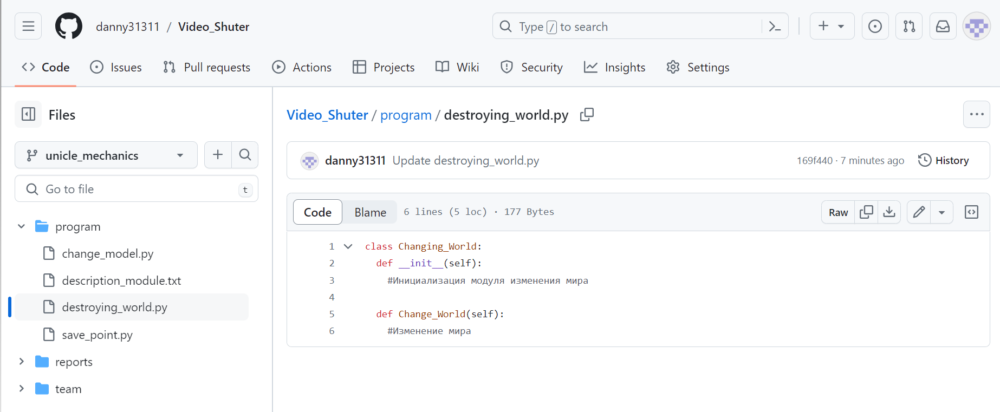 danny31311 / Video_Shuter
Type / to search
Code Issues Pull requests Actions Projects Wiki Security Insights Settings
Files
unicle_mechanics
Go to file t
program
change_model.py
description_module.txt
destroying_world.py
save_point.py
reports
team
Video_Shuter / program / destroying_world.py
danny31311 Update destroying_world.py 169f440 · 7 minutes ago History
Code Blame 6 lines (5 loc) · 177 Bytes Raw
1 class Changing_World:
2 def __init__(self):
3 #Инициализация модуля изменения мира
4
5 def Change_World(self):
6 #Изменение мира